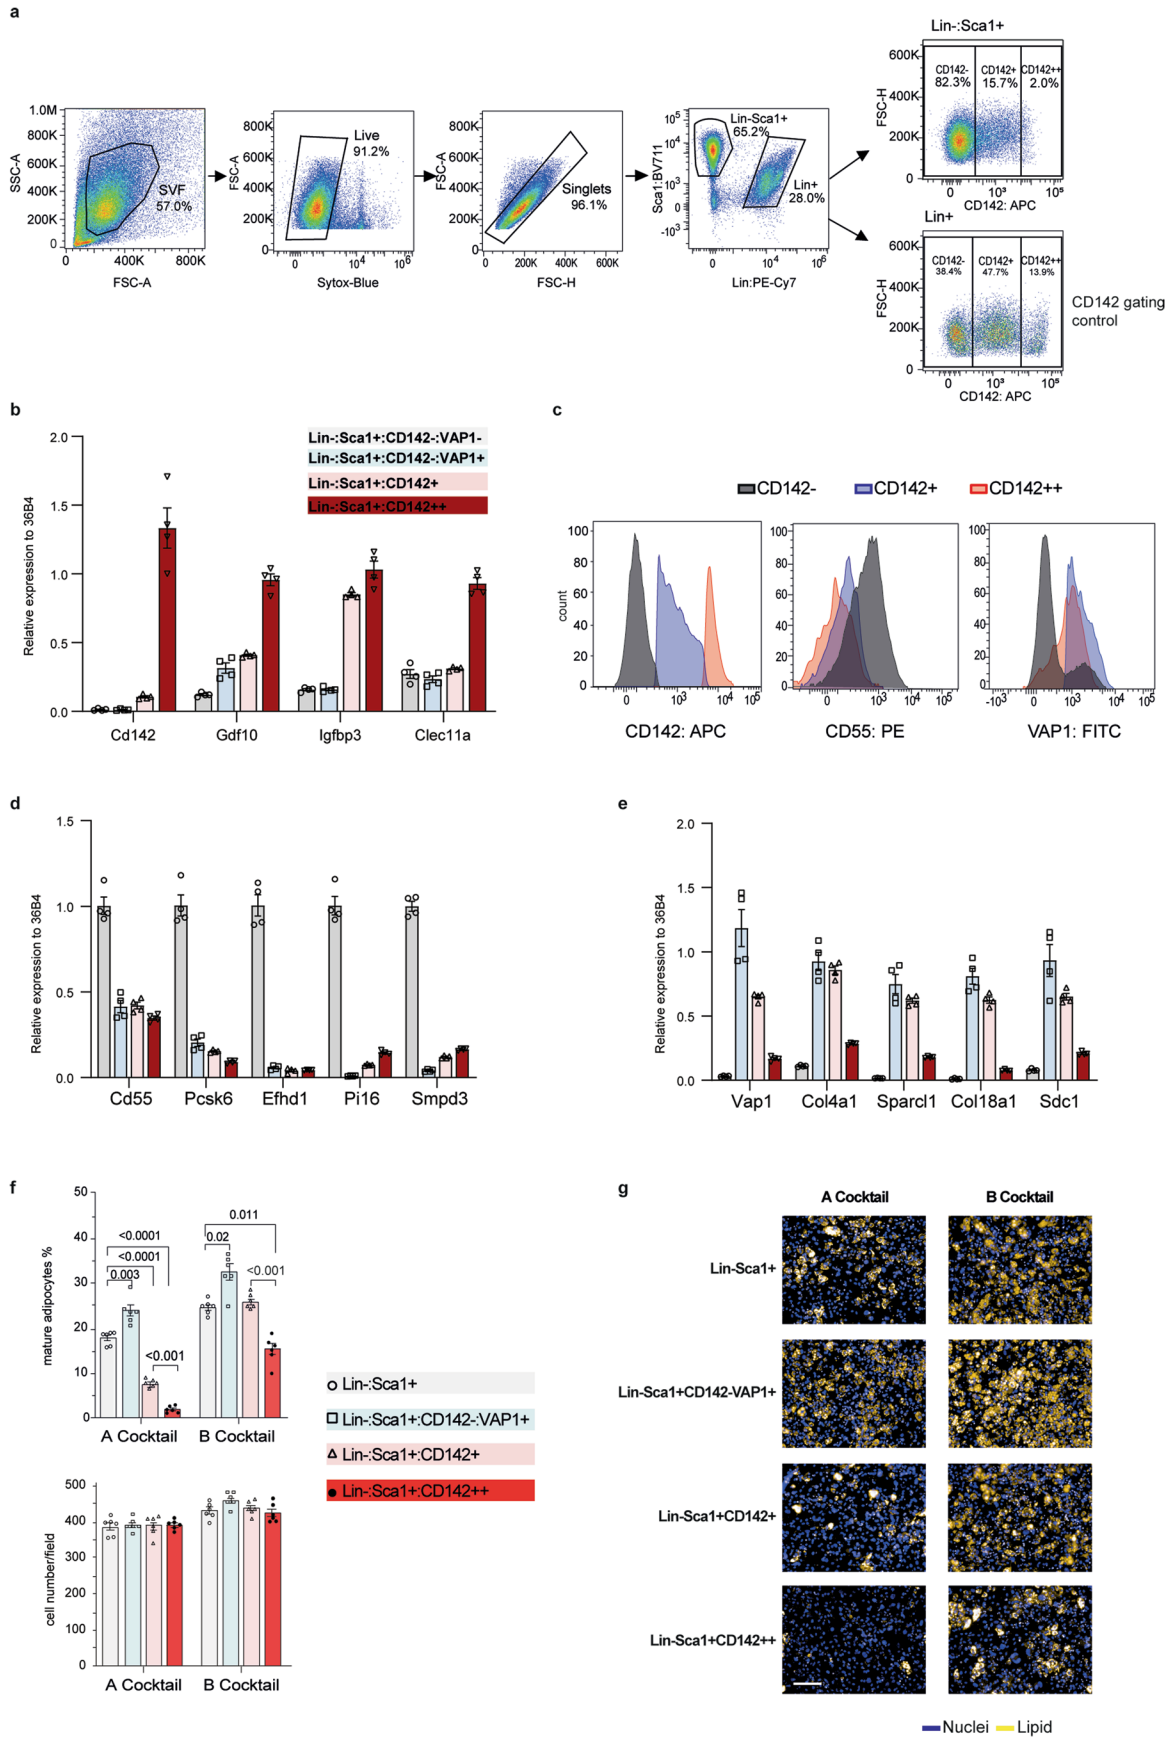 a
1.0M
800K
600K
400K
200K
0
SSC-A
SVF
57.0%
0 400K 800K
FSC-A
800K
600K
400K
200K
0
FSC-A
Live
91.2%
0 10⁴ 10⁶
Sytox-Blue
800K
600K
400K
200K
0
FSC-A
Singlets
96.1%
200K 400K 600K
FSC-H
10⁵
10⁴
10³
0
-10³
Sca1:BV711
Lin-Sca1+
65.2%
Lin+
28.0%
0 10⁴ 10⁶
Lin:PE-Cy7
Lin-:Sca1+
600K
400K
200K
0
FSC-H
CD142- CD142+ CD142++
82.3% 15.7% 2.0%
0 10³ 10⁵
CD142: APC
Lin+
600K
400K
200K
0
FSC-H
CD142- CD142+ CD142++
38.4% 47.7% 13.9%
0 10³ 10⁵
CD142: APC
CD142 gating
control
b
2.0
1.5
1.0
0.5
0.0
Relative expression to 36B4
Lin-:Sca1+:CD142-:VAP1-
Lin-:Sca1+:CD142-:VAP1+
Lin-:Sca1+:CD142+
Lin-:Sca1+:CD142++
Cd142 Gdf10 Igfbp3 Clec11a
c
CD142- CD142+ CD142++
count
100
80
60
40
20
0
0 10³ 10⁴ 10⁵
CD142: APC
100
80
60
40
20
0
0 10³ 10⁴ 10⁵
CD55: PE
100
80
60
40
20
0
-10³ 0 10³ 10⁴ 10⁵
VAP1: FITC
d
1.5
1.0
0.5
0.0
Relative expression to 36B4
Cd55 Pcsk6 Efhd1 Pi16 Smpd3
e
2.0
1.5
1.0
0.5
0.0
Relative expression to 36B4
Vap1 Col4a1 Sparcl1 Col18a1 Sdc1
f
50
40
30
20
10
0
mature adipocytes %
<0.0001
<0.0001
0.003
<0.001
0.011
0.02
<0.001
A Cocktail B Cocktail
500
400
300
200
100
0
cell number/field
A Cocktail B Cocktail
Lin-:Sca1+
Lin-:Sca1+:CD142-:VAP1+
Lin-:Sca1+:CD142+
Lin-:Sca1+:CD142++
g
A Cocktail B Cocktail
Lin-Sca1+
Lin-Sca1+CD142-VAP1+
Lin-Sca1+CD142+
Lin-Sca1+CD142++
Nuclei Lipid